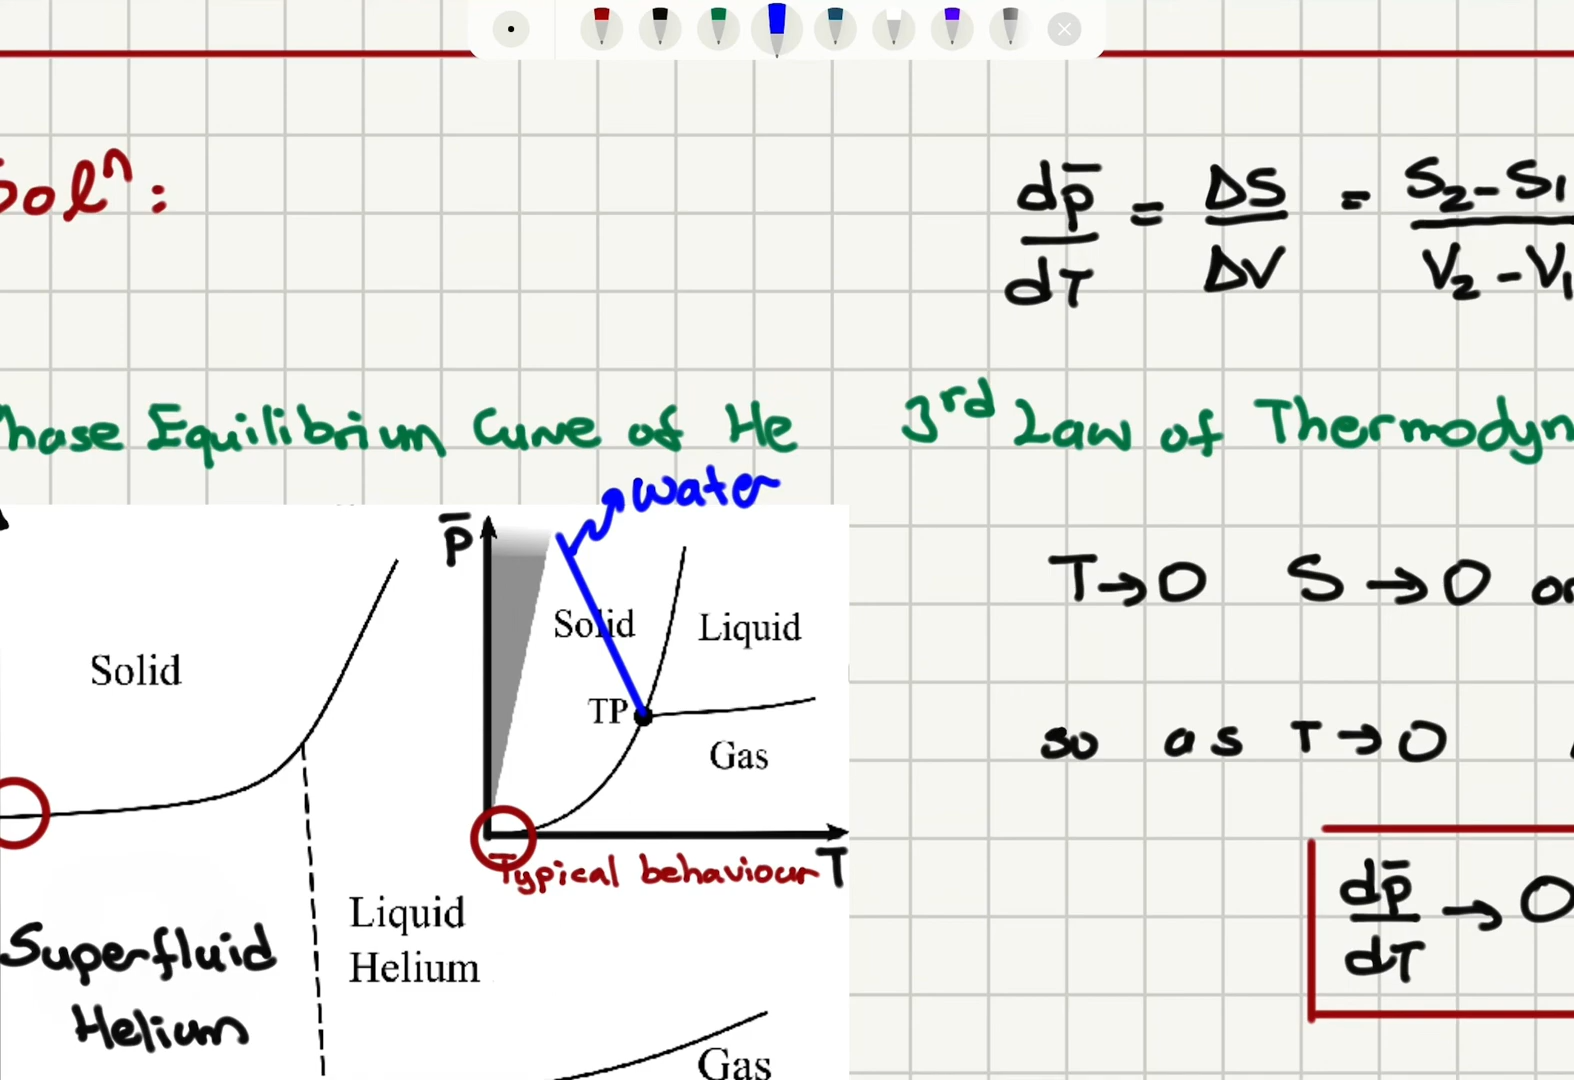 Solⁿ:
dp̄/dT = ΔS/ΔV = S₂-S₁/V₂-V₁
Phase Equilibrium Curve of He
3rd Law of Thermodyn
water
p̄
Solid
Liquid
TP
Gas
T
Typical behaviour
Solid
Superfluid
Helium
Liquid
Helium
Gas
T→0 S→0 or
so as T→0
dp̄/dT → 0